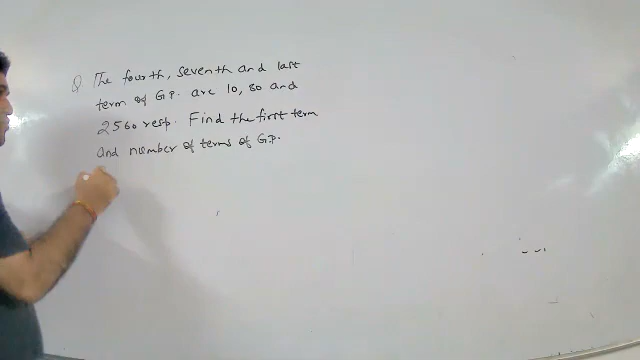 Q The fourth, seventh and last
term of G.P. are 10, 80 and
2560 resp. Find the first term
and number of terms of G.P.